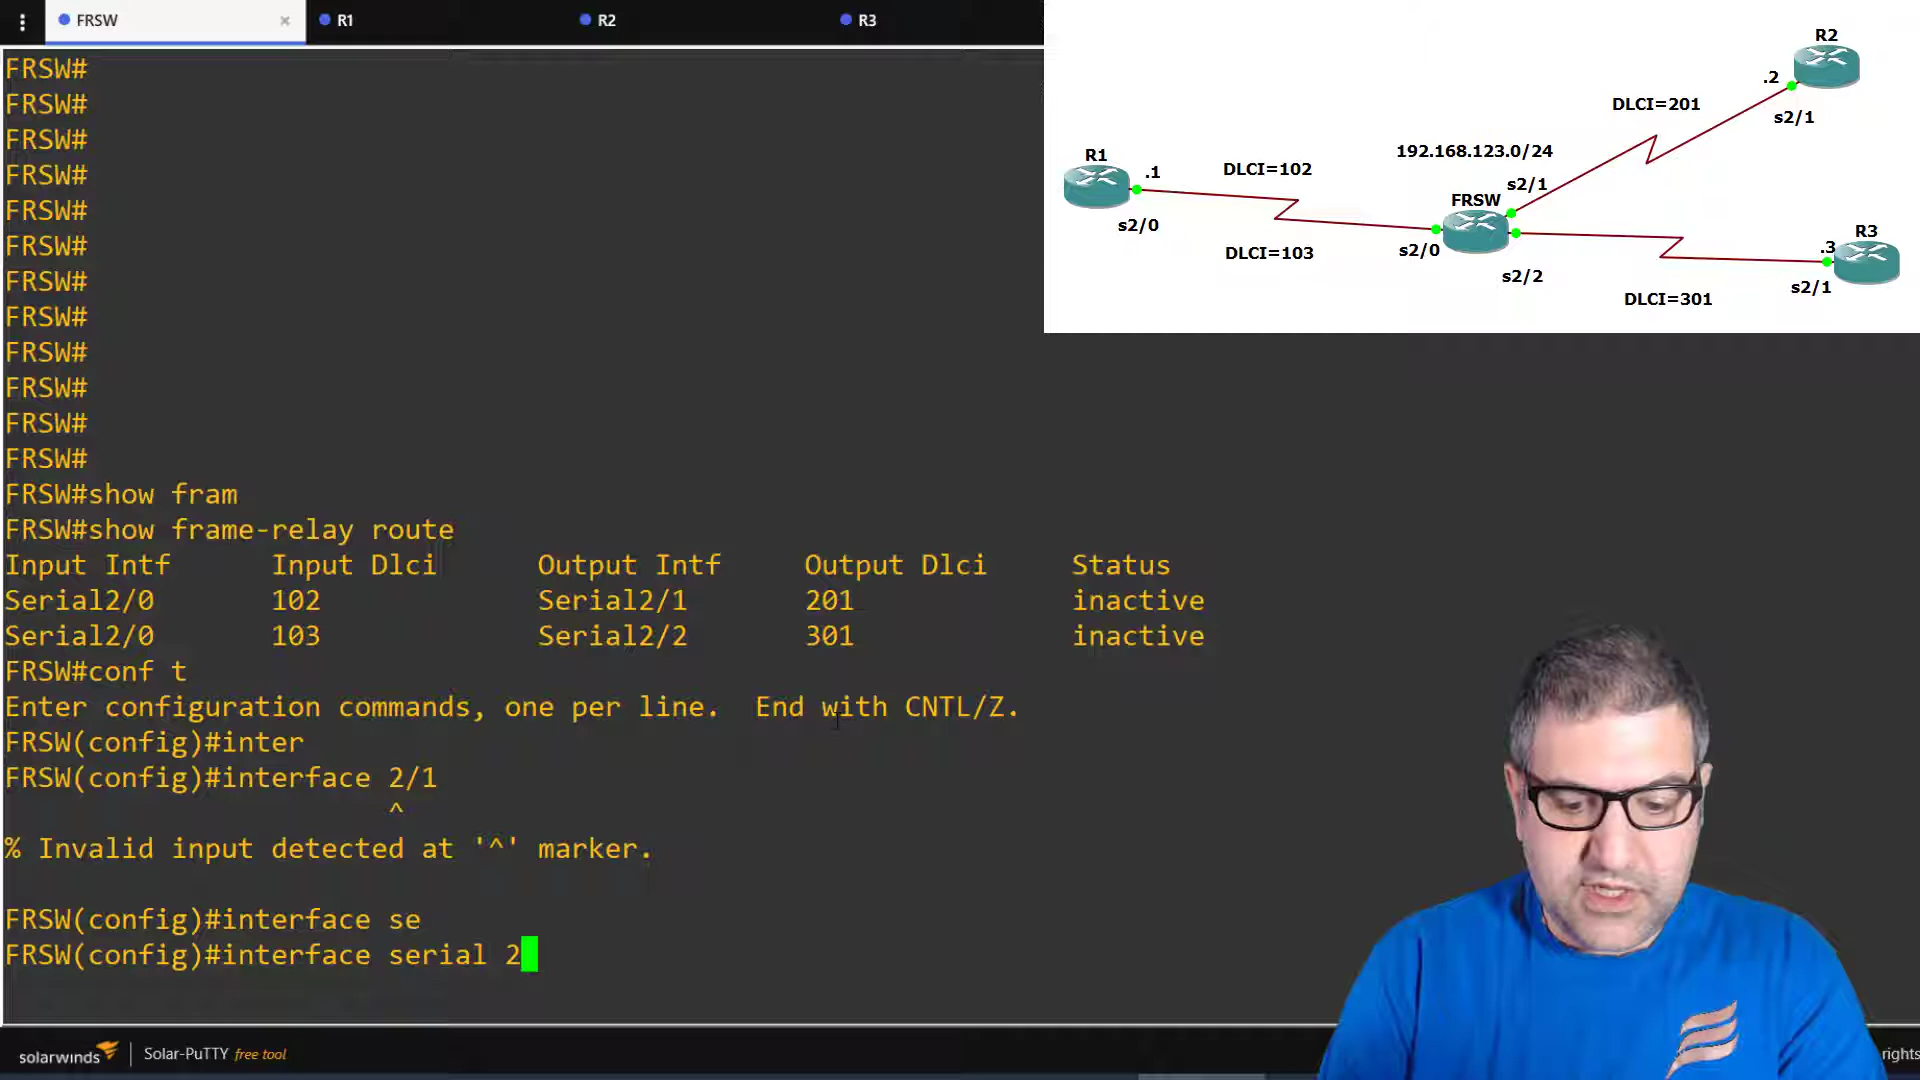 FRSW
R1
R2
R3
FRSW#
FRSW#
FRSW#
FRSW#
FRSW#
FRSW#
FRSW#
FRSW#
FRSW#
FRSW#
FRSW#
FRSW#
FRSW#show fram
FRSW#show frame-relay route
Input Intf Input Dlci Output Intf Output Dlci Status
Serial2/0 102 Serial2/1 201 inactive
Serial2/0 103 Serial2/2 301 inactive
FRSW#conf t
Enter configuration commands, one per line. End with CNTL/Z.
FRSW(config)#inter
FRSW(config)#interface 2/1
^
% Invalid input detected at '^' marker.
FRSW(config)#interface se
FRSW(config)#interface serial 2
R2
.2
DLCI=201
s2/1
192.168.123.0/24
R1
.1
DLCI=102
s2/1
FRSW
s2/0
DLCI=103
s2/0
s2/2
R3
.3
s2/1
DLCI=301
solarwinds
Solar-PuTTY free tool
rights